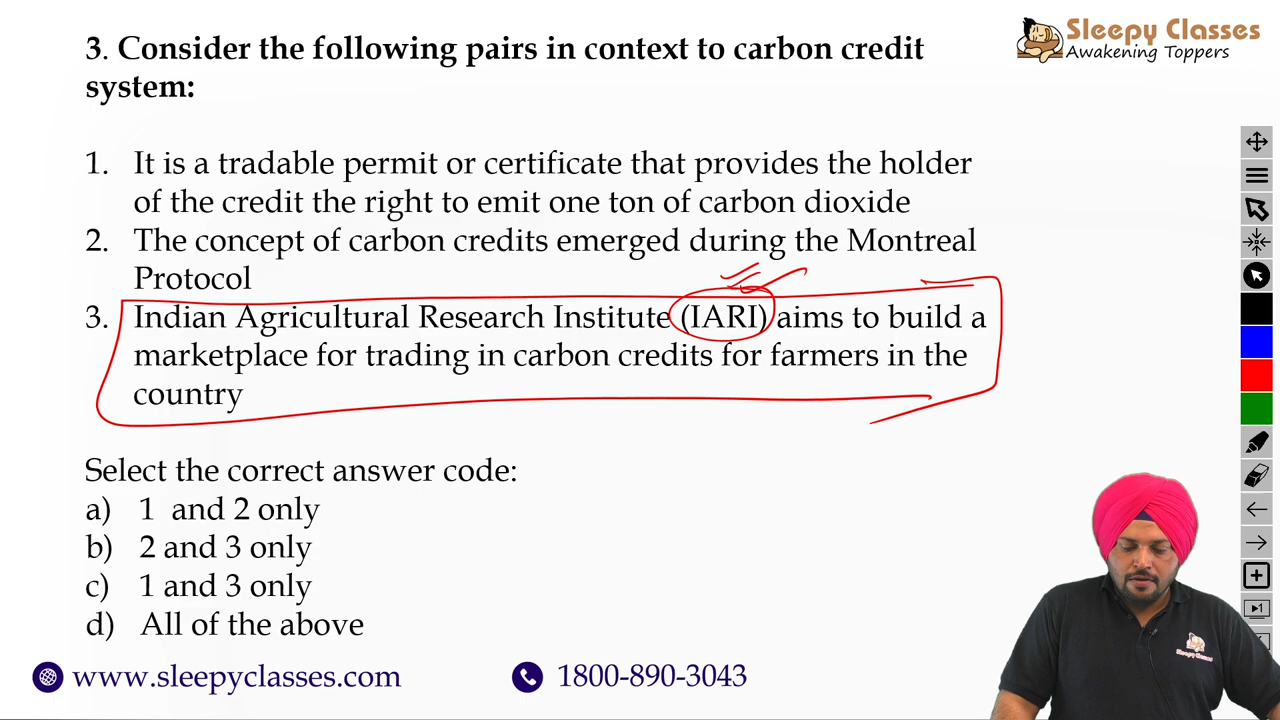 Sleepy Classes
Awakening Toppers
3. Consider the following pairs in context to carbon credit
system:
1. It is a tradable permit or certificate that provides the holder
of the credit the right to emit one ton of carbon dioxide
2. The concept of carbon credits emerged during the Montreal
Protocol
3. Indian Agricultural Research Institute (IARI) aims to build a
marketplace for trading in carbon credits for farmers in the
country
Select the correct answer code:
a) 1 and 2 only
b) 2 and 3 only
c) 1 and 3 only
d) All of the above
www.sleepyclasses.com
1800-890-3043